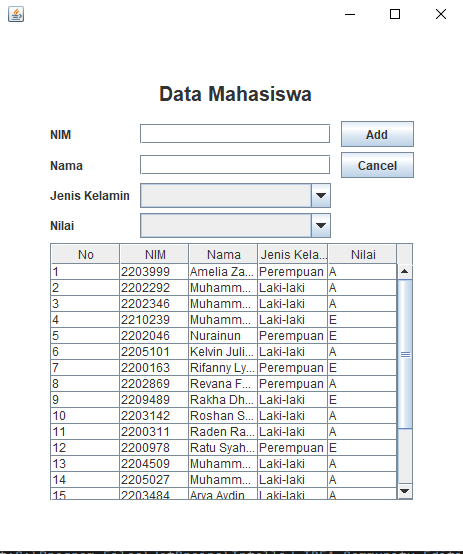 Data Mahasiswa
NIM Add
Nama Cancel
Jenis Kelamin
Nilai
No NIM Nama Jenis Kela... Nilai
1 2203999 Amelia Za... Perempuan A
2 2202292 Muhamm... Laki-laki A
3 2202346 Muhamm... Laki-laki A
4 2210239 Muhamm... Laki-laki E
5 2202046 Nurainun Perempuan E
6 2205101 Kelvin Juli... Laki-laki A
7 2200163 Rifanny Ly... Perempuan E
8 2202869 Revana F... Perempuan A
9 2209489 Rakha Dh... Laki-laki E
10 2203142 Roshan S... Laki-laki A
11 2200311 Raden Ra... Laki-laki A
12 2200978 Ratu Syah... Perempuan E
13 2204509 Muhamm... Laki-laki A
14 2205027 Muhamm... Laki-laki A
15 2203484 Arya Aydin... Laki-laki A